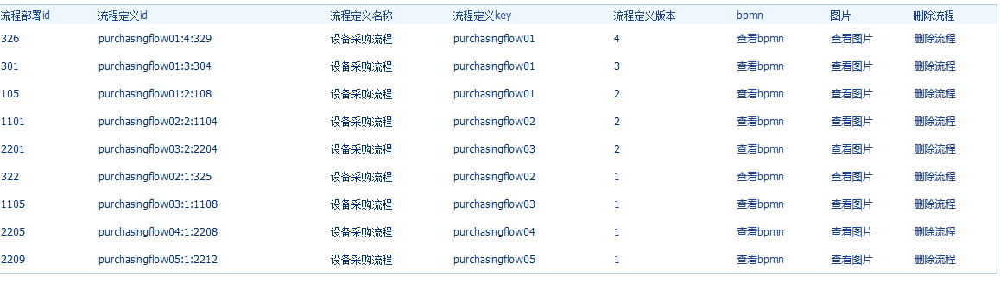 流程部署id 流程定义id 流程定义名称 流程定义key 流程定义版本 bpmn 图片 删除流程
326 purchasingflow01:4:329 设备采购流程 purchasingflow01 4 查看bpmn 查看图片 删除流程
301 purchasingflow01:3:304 设备采购流程 purchasingflow01 3 查看bpmn 查看图片 删除流程
105 purchasingflow01:2:108 设备采购流程 purchasingflow01 2 查看bpmn 查看图片 删除流程
1101 purchasingflow02:2:1104 设备采购流程 purchasingflow02 2 查看bpmn 查看图片 删除流程
2201 purchasingflow03:2:2204 设备采购流程 purchasingflow03 2 查看bpmn 查看图片 删除流程
322 purchasingflow02:1:325 设备采购流程 purchasingflow02 1 查看bpmn 查看图片 删除流程
1105 purchasingflow03:1:1108 设备采购流程 purchasingflow03 1 查看bpmn 查看图片 删除流程
2205 purchasingflow04:1:2208 设备采购流程 purchasingflow04 1 查看bpmn 查看图片 删除流程
2209 purchasingflow05:1:2212 设备采购流程 purchasingflow05 1 查看bpmn 查看图片 删除流程